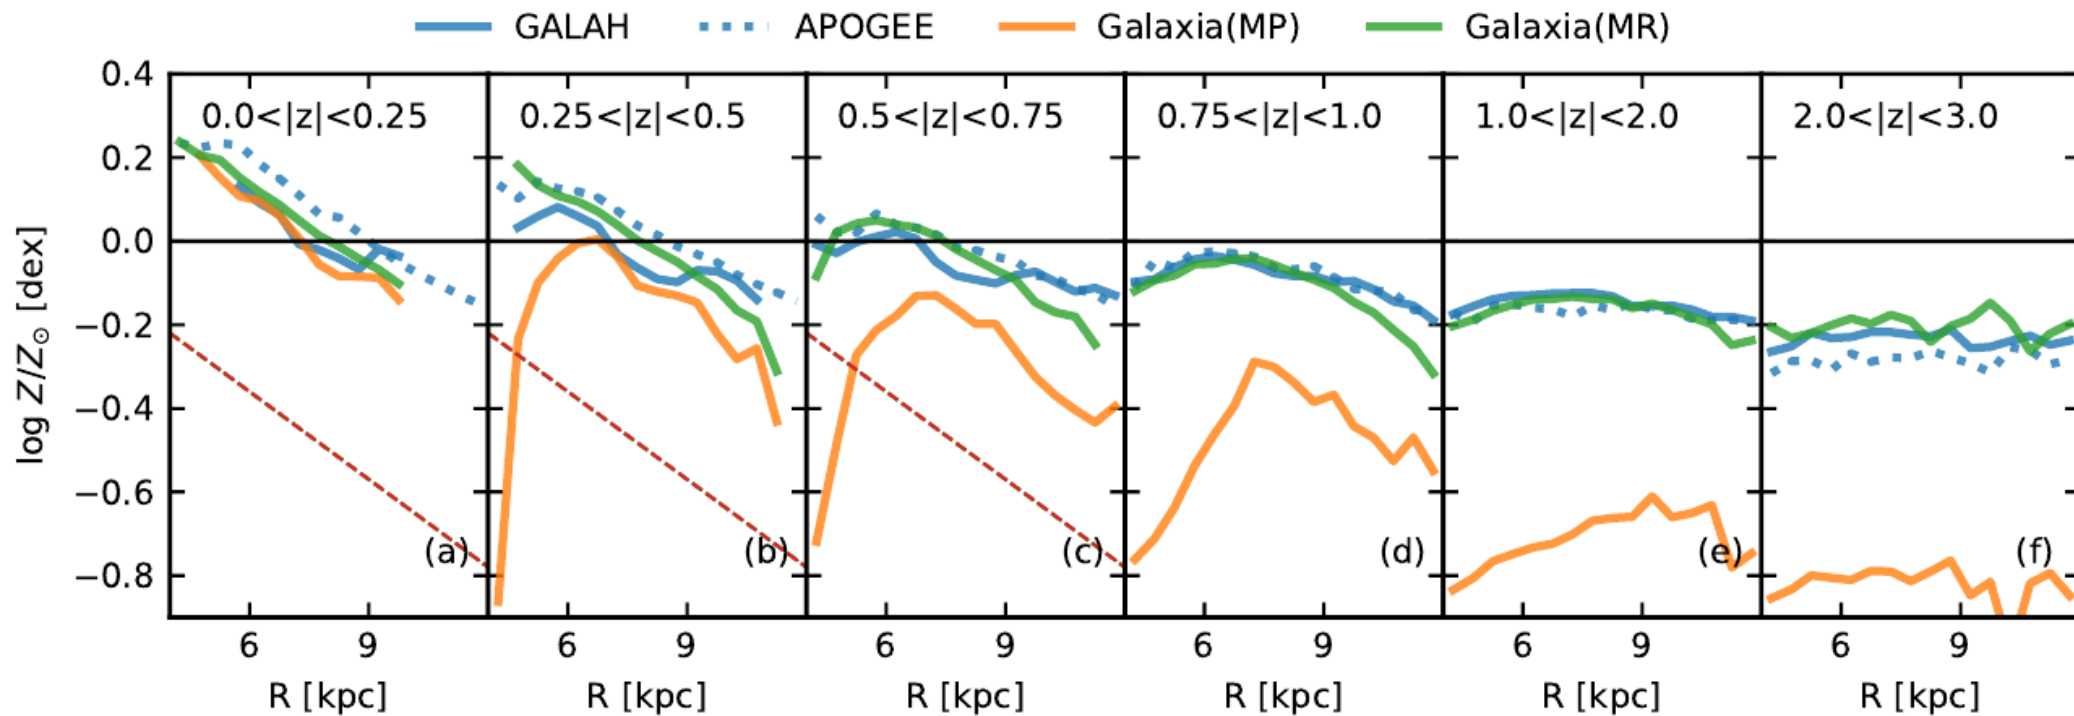 GALAH APOGEE Galaxia(MP) Galaxia(MR)
0.4
0.2
0.0
−0.2
−0.4
−0.6
−0.8
log Z/Z⊙ [dex]
0.0<|z|<0.25 0.25<|z|<0.5 0.5<|z|<0.75 0.75<|z|<1.0 1.0<|z|<2.0 2.0<|z|<3.0
(a) (b) (c) (d) (e) (f)
6 9 6 9 6 9 6 9 6 9 6 9
R [kpc] R [kpc] R [kpc] R [kpc] R [kpc] R [kpc]